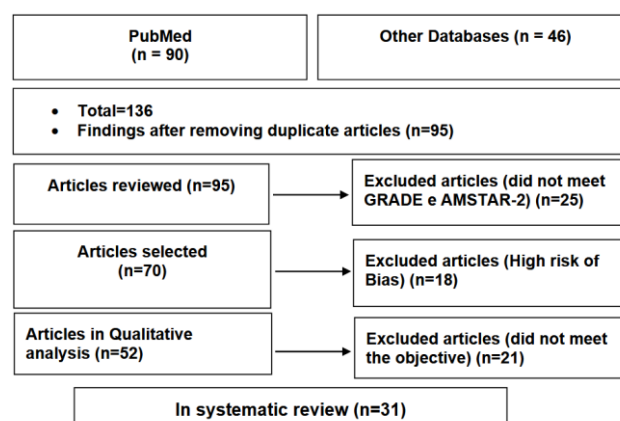 PubMed
(n = 90)
Other Databases (n = 46)
• Total=136
• Findings after removing duplicate articles (n=95)
Articles reviewed (n=95)
Excluded articles (did not meet
GRADE e AMSTAR-2) (n=25)
Articles selected
(n=70)
Excluded articles (High risk of
Bias) (n=18)
Articles in Qualitative
analysis (n=52)
Excluded articles (did not meet
the objective) (n=21)
In systematic review (n=31)